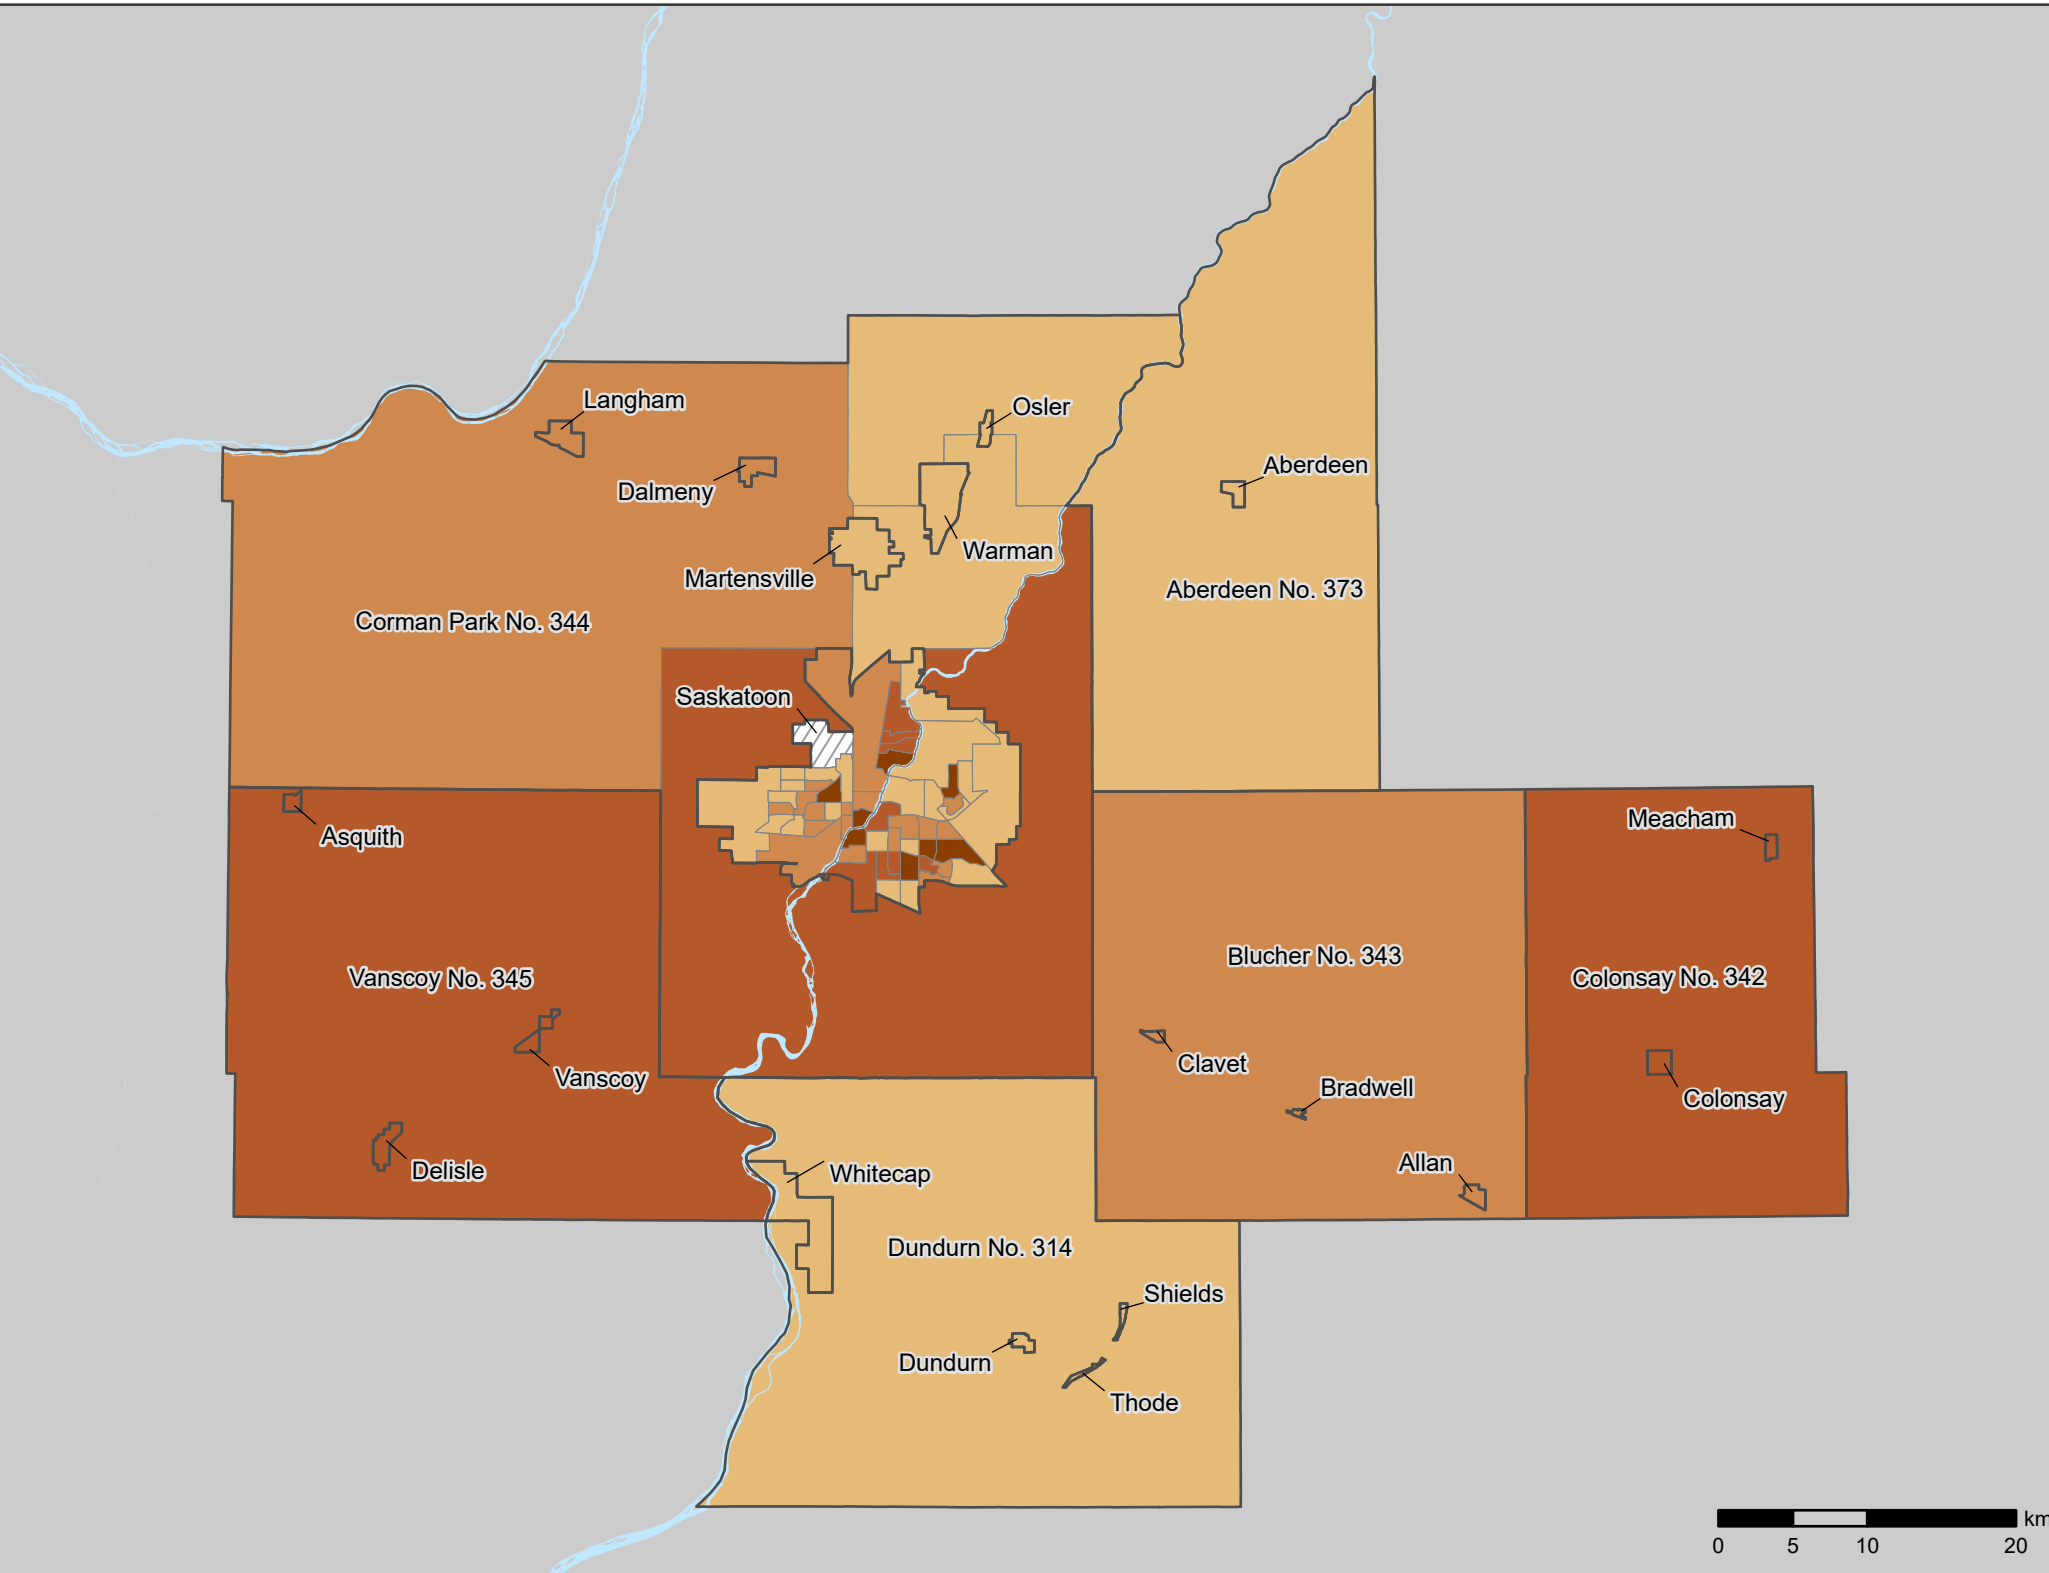 Langham
Osler
Aberdeen
Dalmeny
Warman
Martensville
Aberdeen No. 373
Corman Park No. 344
Saskatoon
Meacham
Asquith
Blucher No. 343
Vanscoy No. 345
Colonsay No. 342
Clavet
Vanscoy
Bradwell
Colonsay
Allan
Delisle
Whitecap
Dundurn No. 314
Shields
Dundurn
Thode
km
0 5 10 20